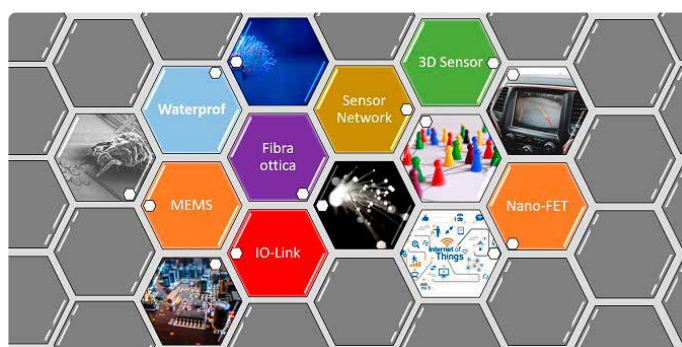 3D Sensor
Waterprof
Sensor
Network
Fibra
ottica
MEMS
Nano-FET
IO-Link
Internet of
Things